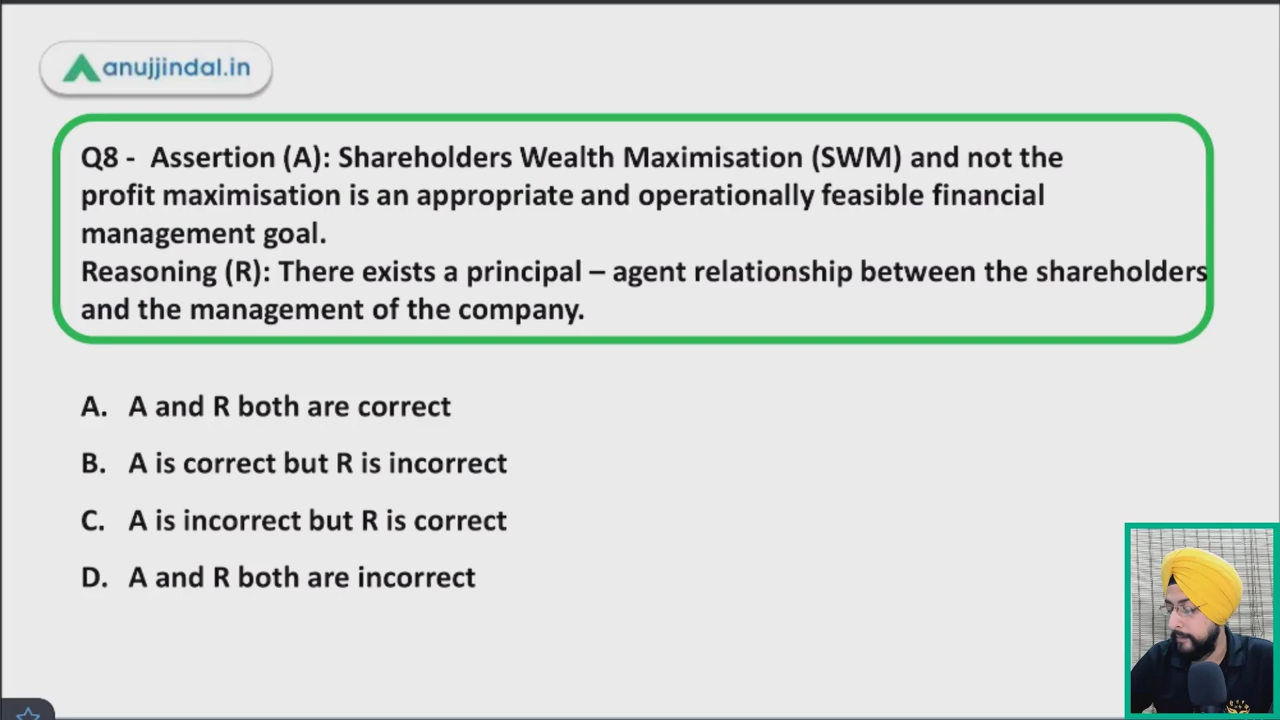 anujjindal.in
Q8 - Assertion (A): Shareholders Wealth Maximisation (SWM) and not the
profit maximisation is an appropriate and operationally feasible financial
management goal.
Reasoning (R): There exists a principal – agent relationship between the shareholders
and the management of the company.
A. A and R both are correct
B. A is correct but R is incorrect
C. A is incorrect but R is correct
D. A and R both are incorrect